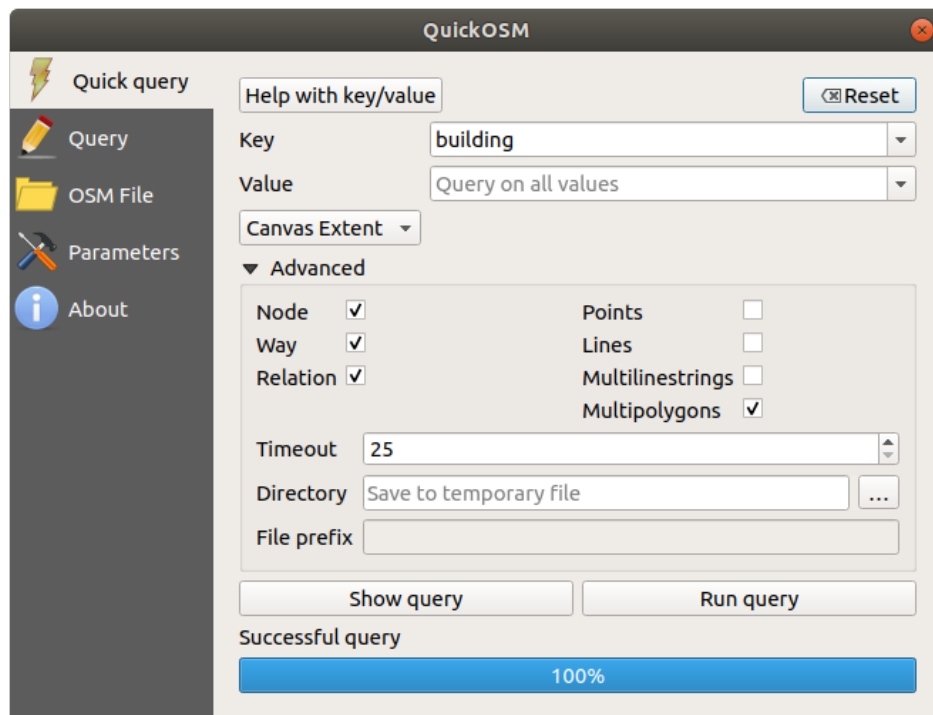 QuickOSM
Quick query
Query
OSM File
Parameters
About
Help with key/value
Reset
Key building
Value Query on all values
Canvas Extent
Advanced
Node
Way
Relation
Points
Lines
Multilinestrings
Multipolygons
Timeout 25
Directory Save to temporary file ...
File prefix
Show query Run query
Successful query
100%